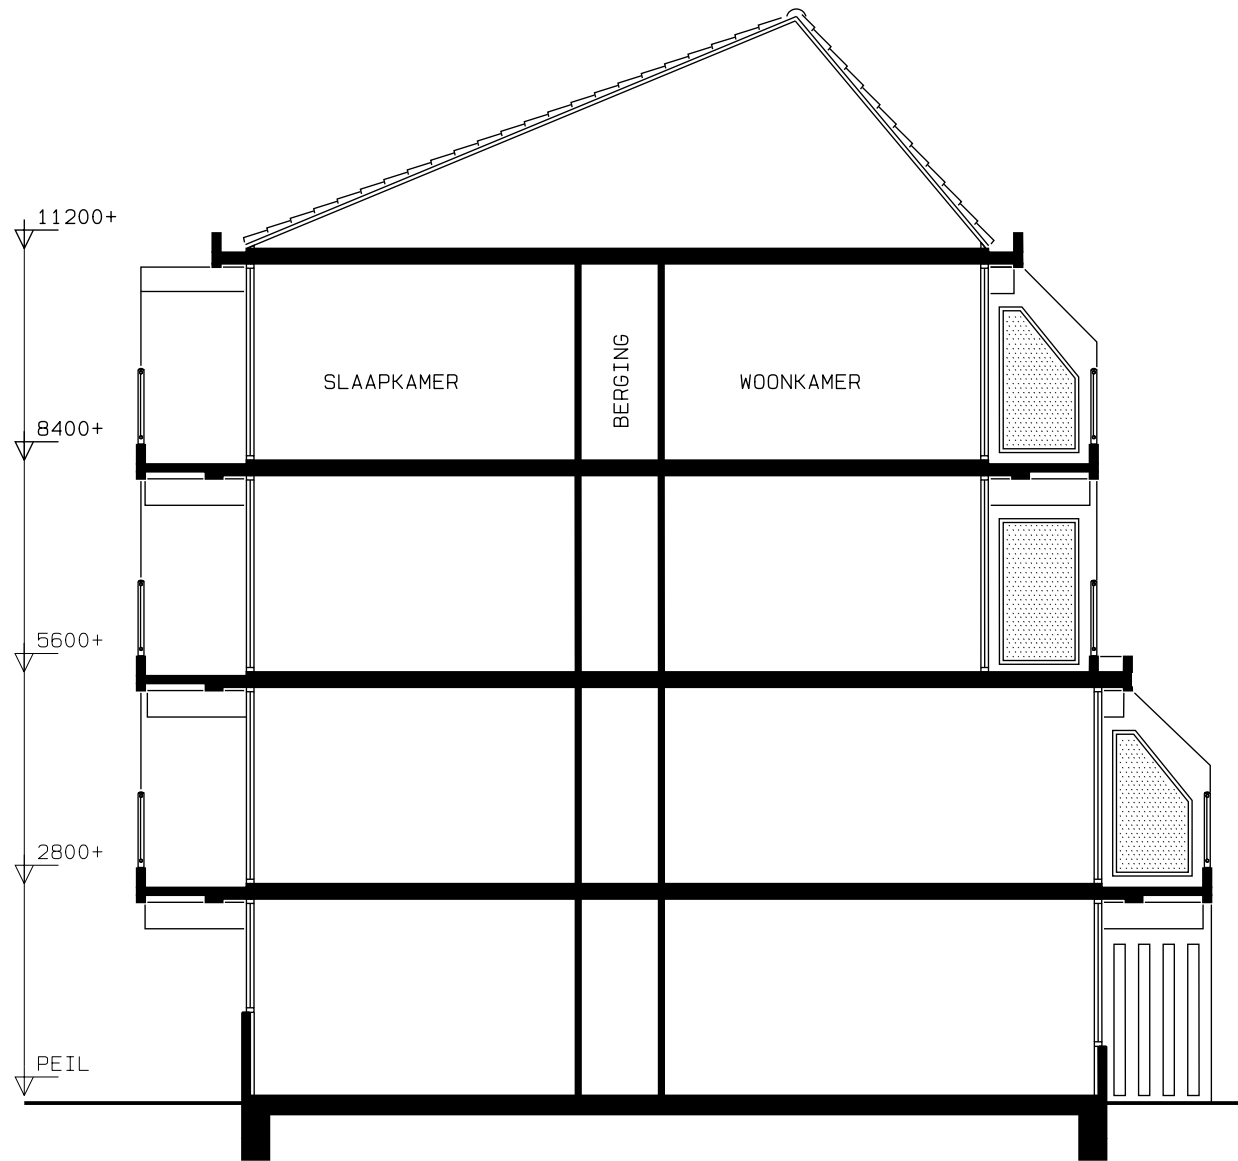 11200+
SLAAPKAMER
BERGING
WOONKAMER
8400+
5600+
2800+
PEIL